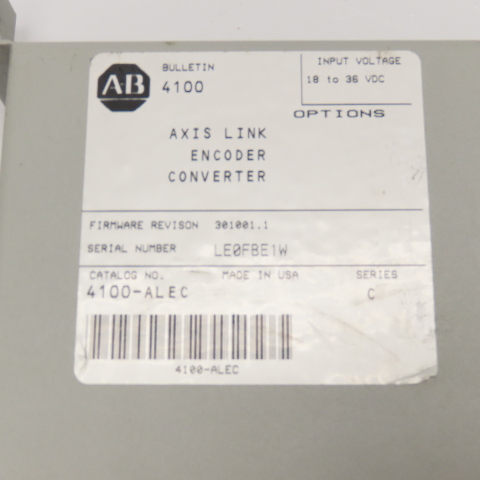 AB
BULLETIN
4100
INPUT VOLTAGE
18 to 36 VDC
OPTIONS
AXIS LINK
ENCODER
CONVERTER
FIRMWARE REVISON 301001.1
SERIAL NUMBER LE0FBE1W
CATALOG NO. MADE IN USA SERIES
4100-ALEC C
4100-ALEC